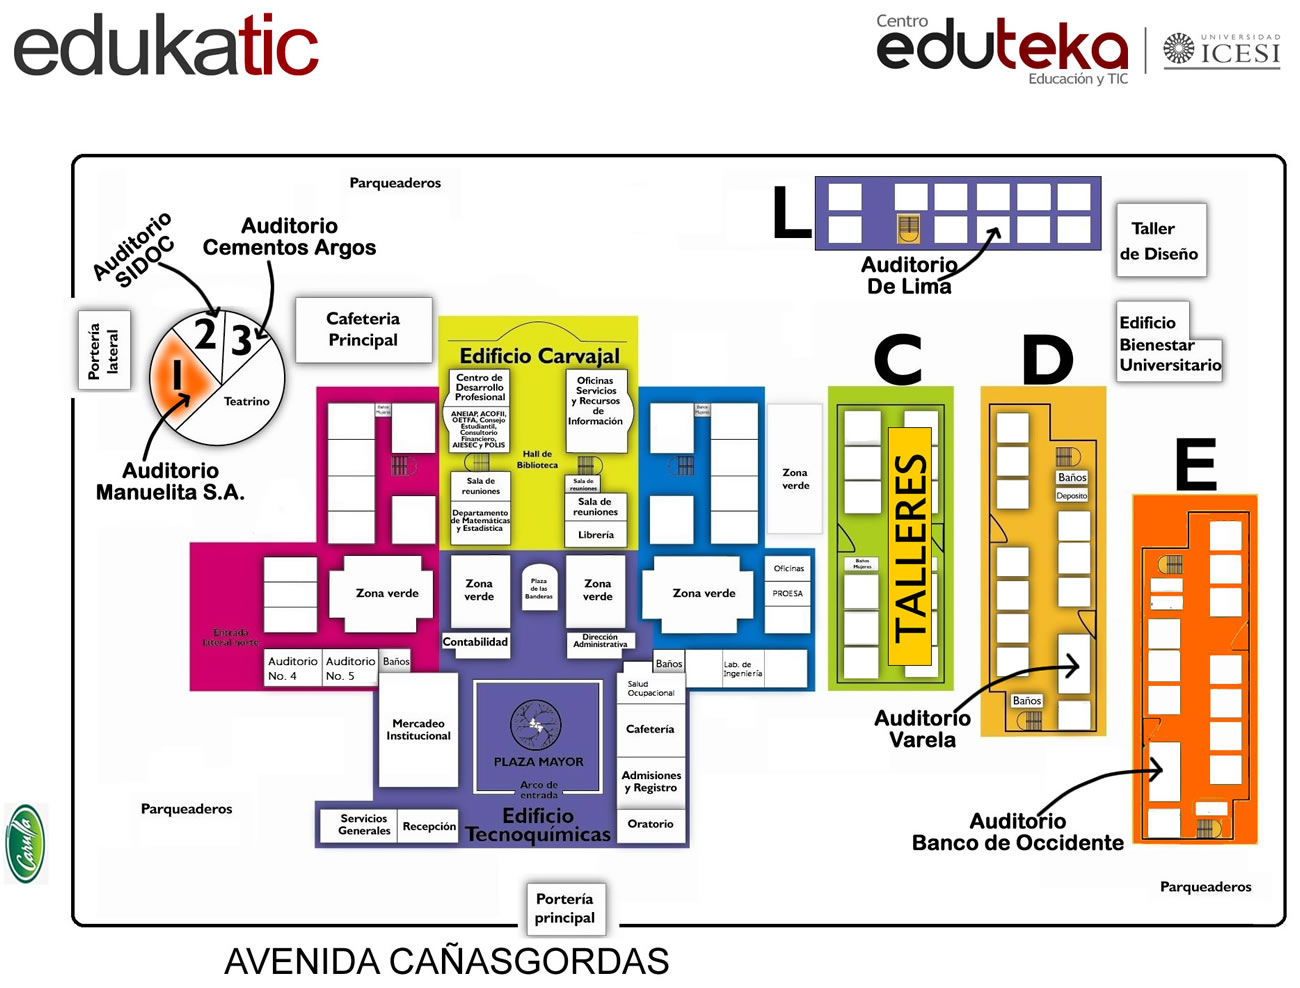 edukatic
Centro
eduteka
Educación y TIC
UNIVERSIDAD
ICESI
Parqueaderos
Auditorio
SIDOC
Auditorio
Cementos Argos
L
Auditorio
De Lima
Taller
de Diseño
Portería
lateral
1
2
3
Teatrino
Auditorio
Manuelita S.A.
Cafeteria
Principal
Edificio
Bienestar
Universitario
Edificio Carvajal
Centro de
Desarrollo
Profesional
ANEIAP, ACOFII,
OETFA, Consejo
Estudiantil,
Consultorio
Financiero,
AIESEC y POLIS
Oficinas
Servicios
y Recursos
de
Información
Hall de
Biblioteca
Sala de
reuniones
Departamento
de Matemáticas
y Estadística
Sala de
reuniones
Sala de
reuniones
Librería
Baños
Mujeres
Baños
Mujeres
Zona
verde
C
TALLERES
Baños
Mujeres
D
Baños
Deposito
Baños
E
Entrada
Literal norte
Zona verde
Zona
verde
Plaza
de las
Banderas
Zona
verde
Zona verde
Oficinas
PROESA
Contabilidad
Dirección
Administrativa
Auditorio
No. 4
Auditorio
No. 5
Baños
Baños
Lab. de
Ingeniería
Salud
Ocupacional
Mercadeo
Institucional
PLAZA MAYOR
Arco de
entrada
Cafetería
Admisiones
y Registro
Oratorio
Servicios
Generales
Recepción
Edificio
Tecnoquímicas
Auditorio
Varela
Auditorio
Banco de Occidente
Parqueaderos
Parqueaderos
Carulla
Portería
principal
AVENIDA CAÑASGORDAS